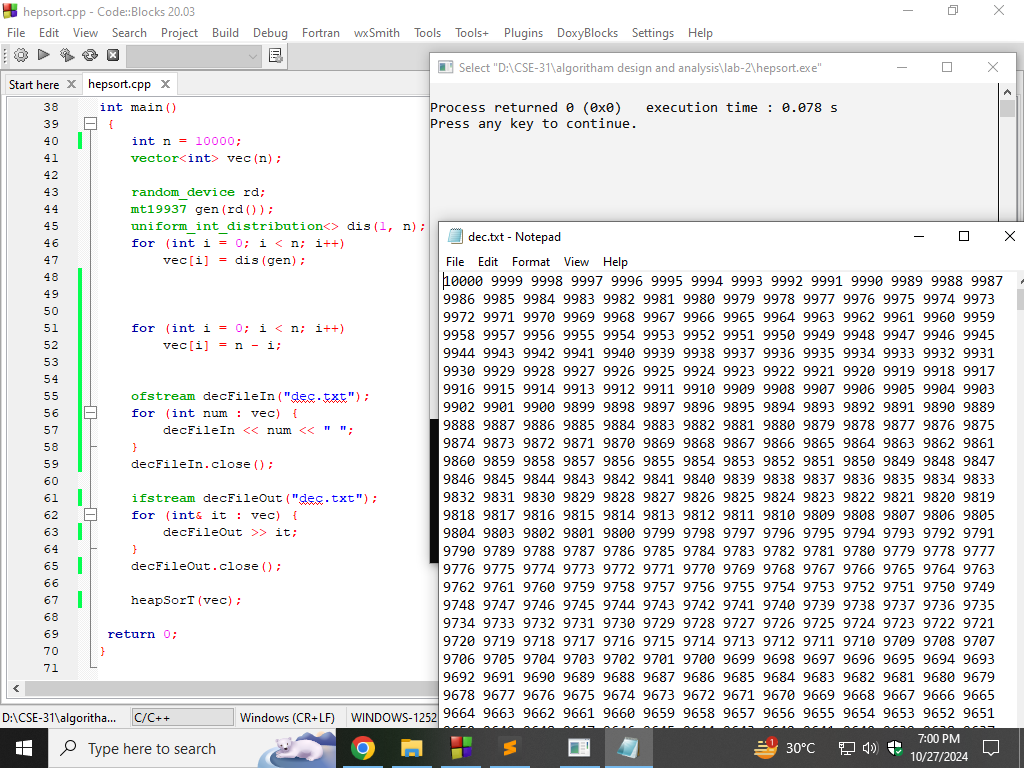 hepsort.cpp - Code::Blocks 20.03
File Edit View Search Project Build Debug Fortran wxSmith Tools Tools+ Plugins DoxyBlocks Settings Help
Start here
hepsort.cpp
38 int main()
39 {
40 int n = 10000;
41 vector<int> vec(n);
42
43 random_device rd;
44 mt19937 gen(rd());
45 uniform_int_distribution<> dis(1, n);
46 for (int i = 0; i < n; i++)
47 vec[i] = dis(gen);
48
49
50
51 for (int i = 0; i < n; i++)
52 vec[i] = n - i;
53
54
55 ofstream decFileIn("dec.txt");
56 for (int num : vec) {
57 decFileIn << num << " ";
58 }
59 decFileIn.close();
60
61 ifstream decFileOut("dec.txt");
62 for (int& it : vec) {
63 decFileOut >> it;
64 }
65 decFileOut.close();
66
67 heapSorT(vec);
68
69 return 0;
70 }
71
D:\CSE-31\algoritha... C/C++ Windows (CR+LF) WINDOWS-1252
Select "D:\CSE-31\algoritham design and analysis\lab-2\hepsort.exe"
Process returned 0 (0x0) execution time : 0.078 s
Press any key to continue.
dec.txt - Notepad
File Edit Format View Help
10000 9999 9998 9997 9996 9995 9994 9993 9992 9991 9990 9989 9988 9987
9986 9985 9984 9983 9982 9981 9980 9979 9978 9977 9976 9975 9974 9973
9972 9971 9970 9969 9968 9967 9966 9965 9964 9963 9962 9961 9960 9959
9958 9957 9956 9955 9954 9953 9952 9951 9950 9949 9948 9947 9946 9945
9944 9943 9942 9941 9940 9939 9938 9937 9936 9935 9934 9933 9932 9931
9930 9929 9928 9927 9926 9925 9924 9923 9922 9921 9920 9919 9918 9917
9916 9915 9914 9913 9912 9911 9910 9909 9908 9907 9906 9905 9904 9903
9902 9901 9900 9899 9898 9897 9896 9895 9894 9893 9892 9891 9890 9889
9888 9887 9886 9885 9884 9883 9882 9881 9880 9879 9878 9877 9876 9875
9874 9873 9872 9871 9870 9869 9868 9867 9866 9865 9864 9863 9862 9861
9860 9859 9858 9857 9856 9855 9854 9853 9852 9851 9850 9849 9848 9847
9846 9845 9844 9843 9842 9841 9840 9839 9838 9837 9836 9835 9834 9833
9832 9831 9830 9829 9828 9827 9826 9825 9824 9823 9822 9821 9820 9819
9818 9817 9816 9815 9814 9813 9812 9811 9810 9809 9808 9807 9806 9805
9804 9803 9802 9801 9800 9799 9798 9797 9796 9795 9794 9793 9792 9791
9790 9789 9788 9787 9786 9785 9784 9783 9782 9781 9780 9779 9778 9777
9776 9775 9774 9773 9772 9771 9770 9769 9768 9767 9766 9765 9764 9763
9762 9761 9760 9759 9758 9757 9756 9755 9754 9753 9752 9751 9750 9749
9748 9747 9746 9745 9744 9743 9742 9741 9740 9739 9738 9737 9736 9735
9734 9733 9732 9731 9730 9729 9728 9727 9726 9725 9724 9723 9722 9721
9720 9719 9718 9717 9716 9715 9714 9713 9712 9711 9710 9709 9708 9707
9706 9705 9704 9703 9702 9701 9700 9699 9698 9697 9696 9695 9694 9693
9692 9691 9690 9689 9688 9687 9686 9685 9684 9683 9682 9681 9680 9679
9678 9677 9676 9675 9674 9673 9672 9671 9670 9669 9668 9667 9666 9665
9664 9663 9662 9661 9660 9659 9658 9657 9656 9655 9654 9653 9652 9651
Type here to search
1
30°C
7:00 PM
10/27/2024